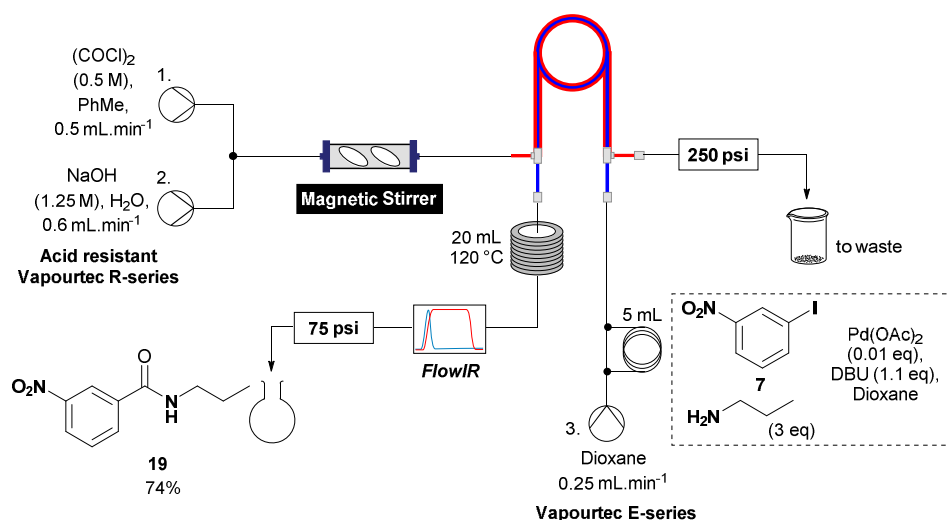 (COCl)2
(0.5 M),
PhMe,
0.5 mL.min-1
1.
NaOH
(1.25 M), H2O,
0.6 mL.min-1
2.
Acid resistant
Vapourtec R-series
Magnetic Stirrer
250 psi
to waste
20 mL
120 °C
75 psi
FlowIR
5 mL
3.
Dioxane
0.25 mL.min-1
Vapourtec E-series
O2N
I
7
H2N
(3 eq)
Pd(OAc)2
(0.01 eq),
DBU (1.1 eq),
Dioxane
O
O2N
N
H
19
74%